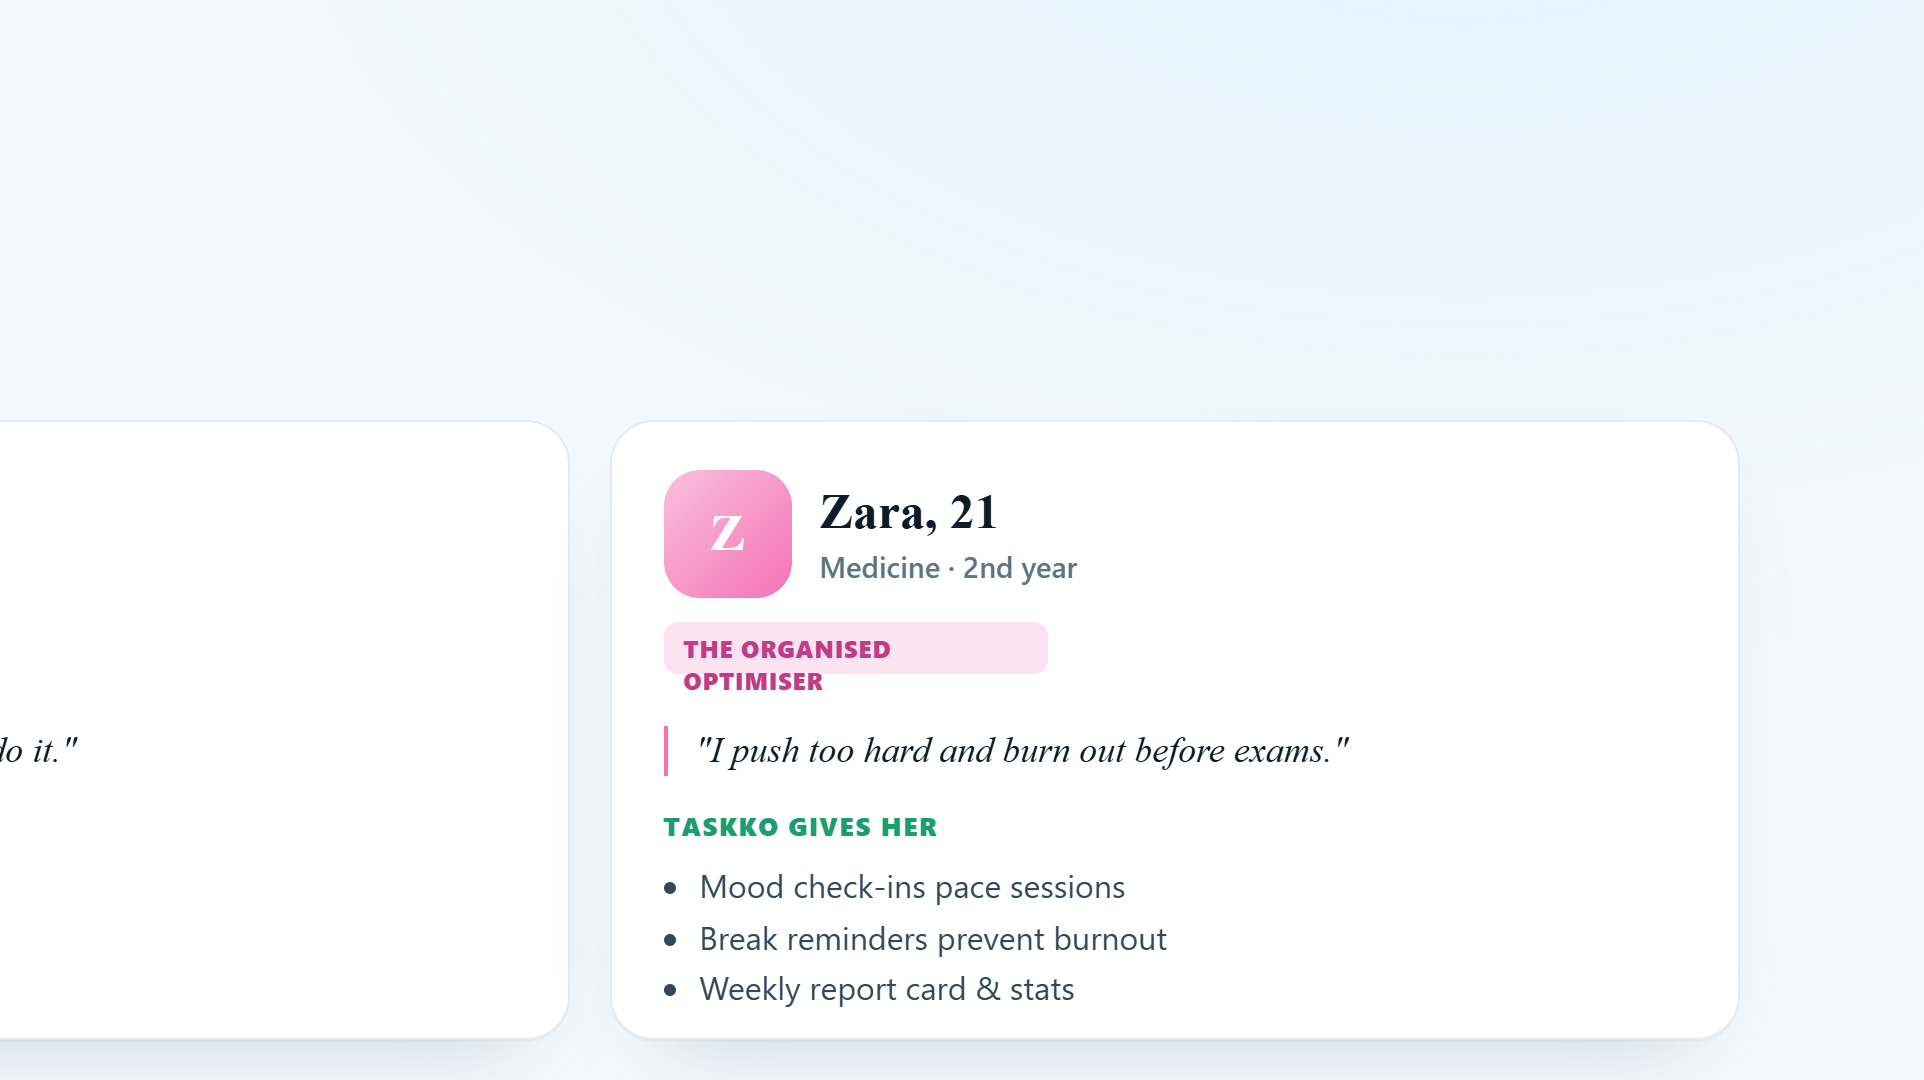 Z
Zara, 21
Medicine · 2nd year
THE ORGANISED
OPTIMISER
do it."
"I push too hard and burn out before exams."
TASKKO GIVES HER
• Mood check-ins pace sessions
• Break reminders prevent burnout
• Weekly report card & stats